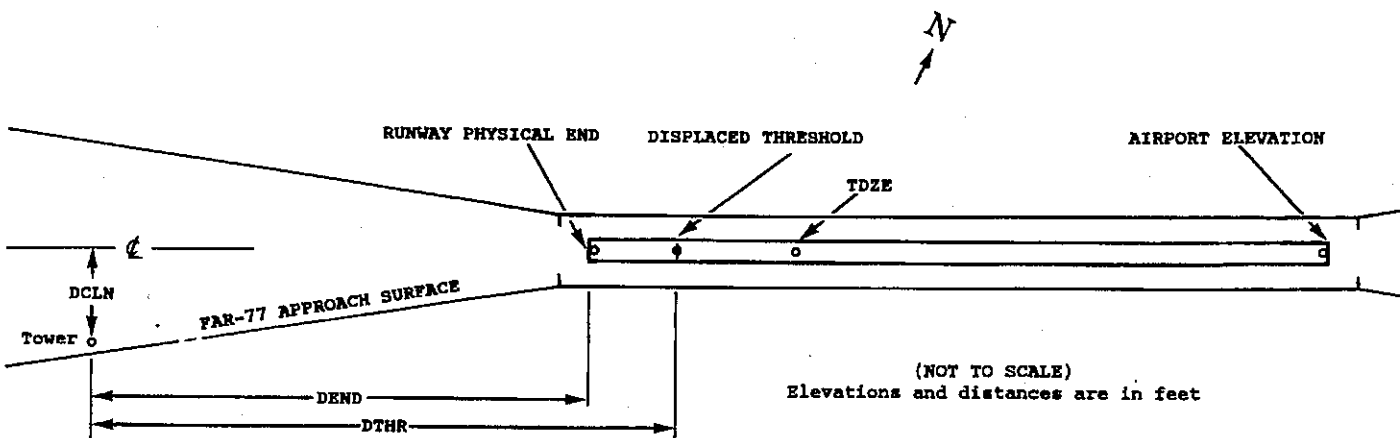 N
RUNWAY PHYSICAL END
DISPLACED THRESHOLD
AIRPORT ELEVATION
TDZE
℄
DCLN
FAR-77 APPROACH SURFACE
Tower
(NOT TO SCALE)
Elevations and distances are in feet
DEND
DTHR